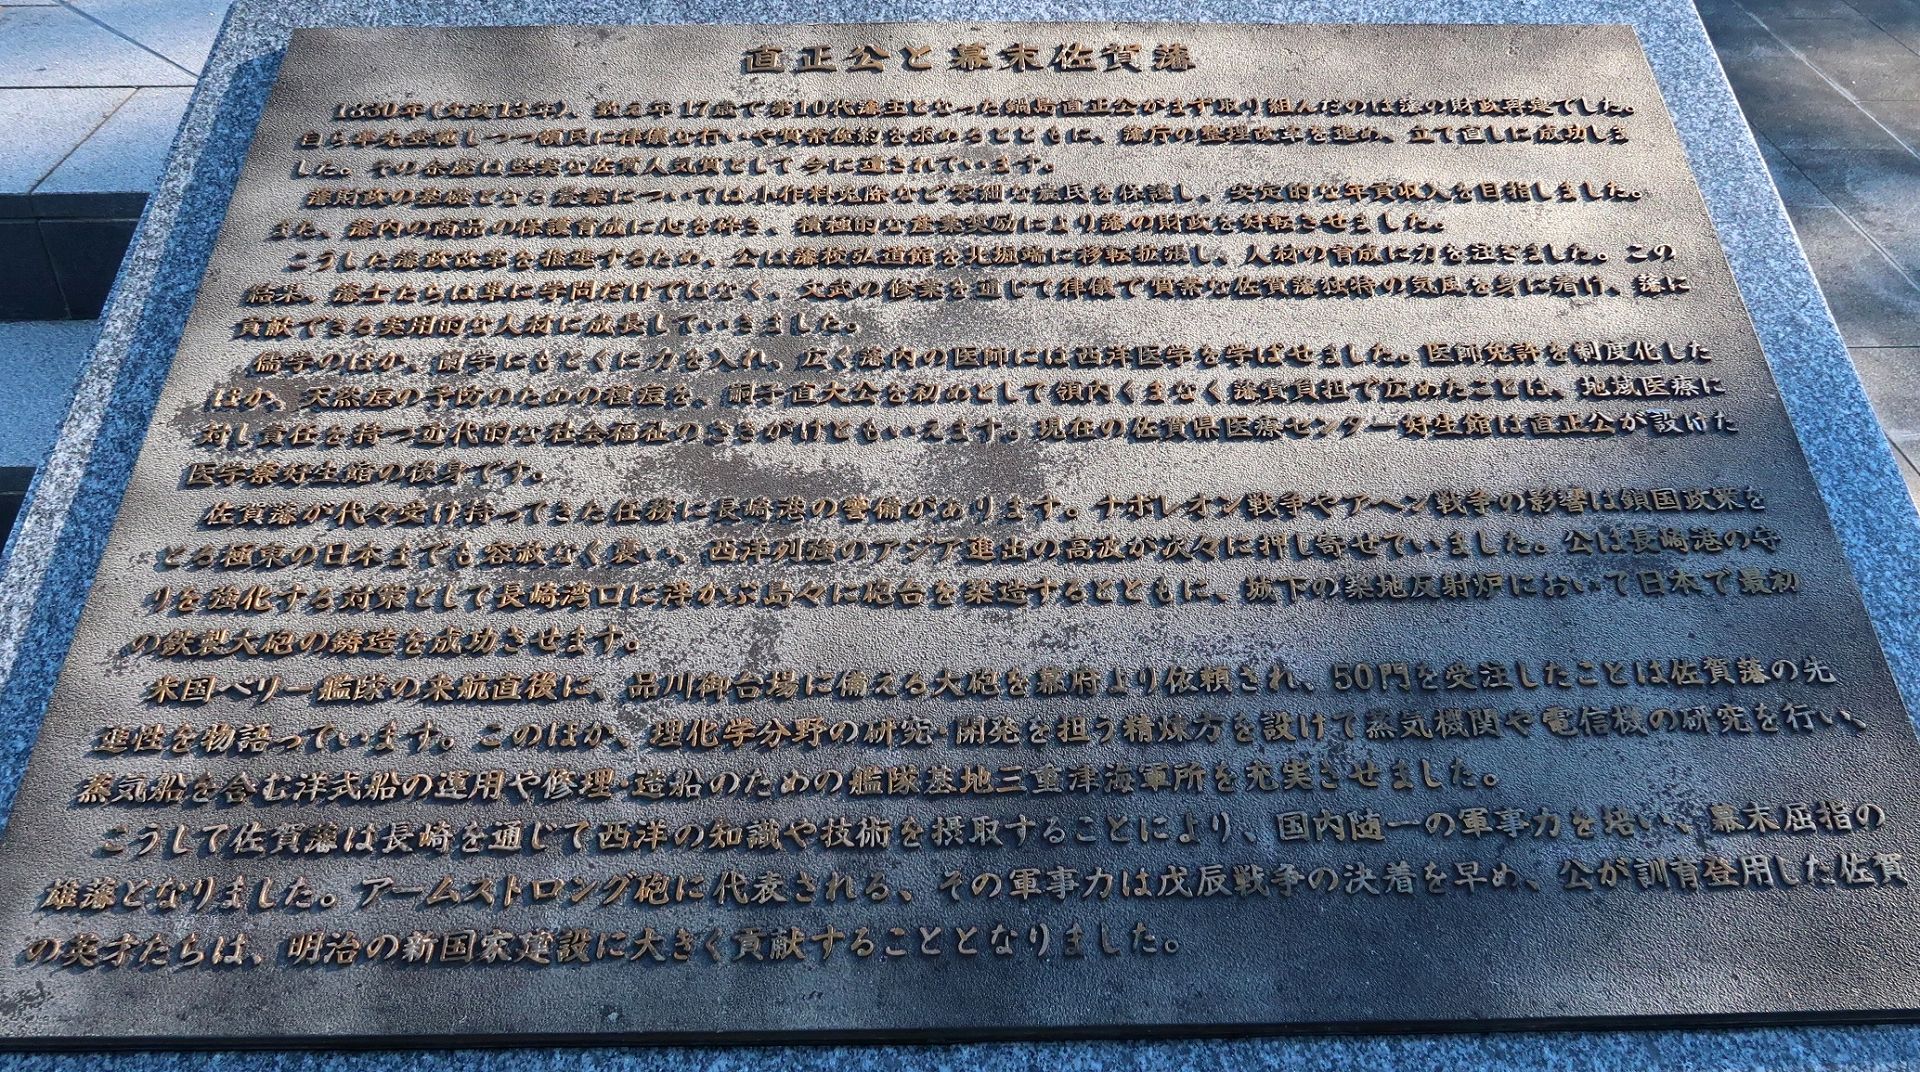 直正公と幕末佐賀藩
1830年(文政13年)、数え年17歳で第10代藩主となった鍋島直正公がまず取り組んだのは藩の財政再建でした。
自ら率先垂範しつつ領民に律儀な行いや質素倹約を求めるとともに、藩庁の整理改革を進め、立て直しに成功しま
した。その余慶は堅実な佐賀人気質として今に遺されています。
藩財政の基礎となる農業については小作料免除など零細な農民を保護し、安定的な年貢収入を目指しました。
また、藩内の商品の保護育成に心を砕き、積極的な産業奨励により藩の財政を好転させました。
こうした藩政改革を推進するため、公は藩校弘道館を北堀端に移転拡張し、人材の育成に力を注ぎました。この
結果、藩士たちは単に学問だけではなく、文武の修業を通じて律儀で質素な佐賀藩独特の気風を身に着け、藩に
貢献できる実用的な人材に成長していきました。
儒学のほか、蘭学にもとくに力を入れ、広く藩内の医師には西洋医学を学ばせました。医師免許を制度化した
ほか、天然痘の予防のための種痘を、嗣子直大公を初めとして領内くまなく藩費負担で広めたことは、地域医療に
対し責任を持つ近代的な社会福祉のさきがけともいえます。現在の佐賀県医療センター好生館は直正公が設けた
医学寮好生館の後身です。
佐賀藩が代々受け持ってきた任務に長崎港の警備があります。ナポレオン戦争やアヘン戦争の影響は鎖国政策を
とる極東の日本までも容赦なく襲い、西洋列強のアジア進出の高波が次々に押し寄せていました。公は長崎港の守
りを強化する対策として長崎湾口に浮かぶ島々に砲台を築造するとともに、城下の築地反射炉において日本で最初
の鉄製大砲の鋳造を成功させます。
米国ペリー艦隊の来航直後に、品川御台場に備える大砲を幕府より依頼され、50門を受注したことは佐賀藩の先
進性を物語っています。このほか、理化学分野の研究・開発を担う精煉方を設けて蒸気機関や電信機の研究を行い、
蒸気船を含む洋式船の運用や修理・造船のための艦隊基地三重津海軍所を充実させました。
こうして佐賀藩は長崎を通じて西洋の知識や技術を摂取することにより、国内随一の軍事力を培い、幕末屈指の
雄藩となりました。アームストロング砲に代表される、その軍事力は戊辰戦争の決着を早め、公が訓育登用した佐賀
の英才たちは、明治の新国家建設に大きく貢献することとなりました。